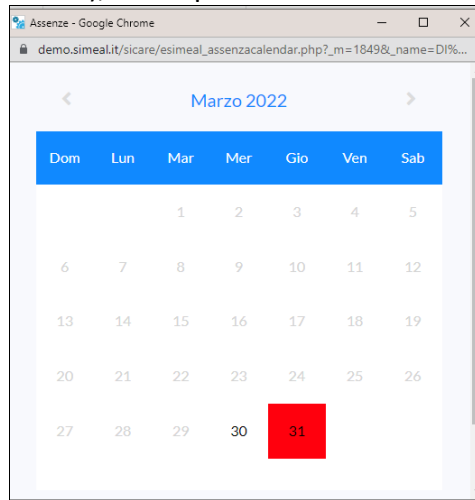 Assenze - Google Chrome
demo.simeal.it/sicare/esimeal_assenzacalendar.php?_m=1849&_name=DI%...
Marzo 2022
Dom Lun Mar Mer Gio Ven Sab
1 2 3 4 5
6 7 8 9 10 11 12
13 14 15 16 17 18 19
20 21 22 23 24 25 26
27 28 29 30 31